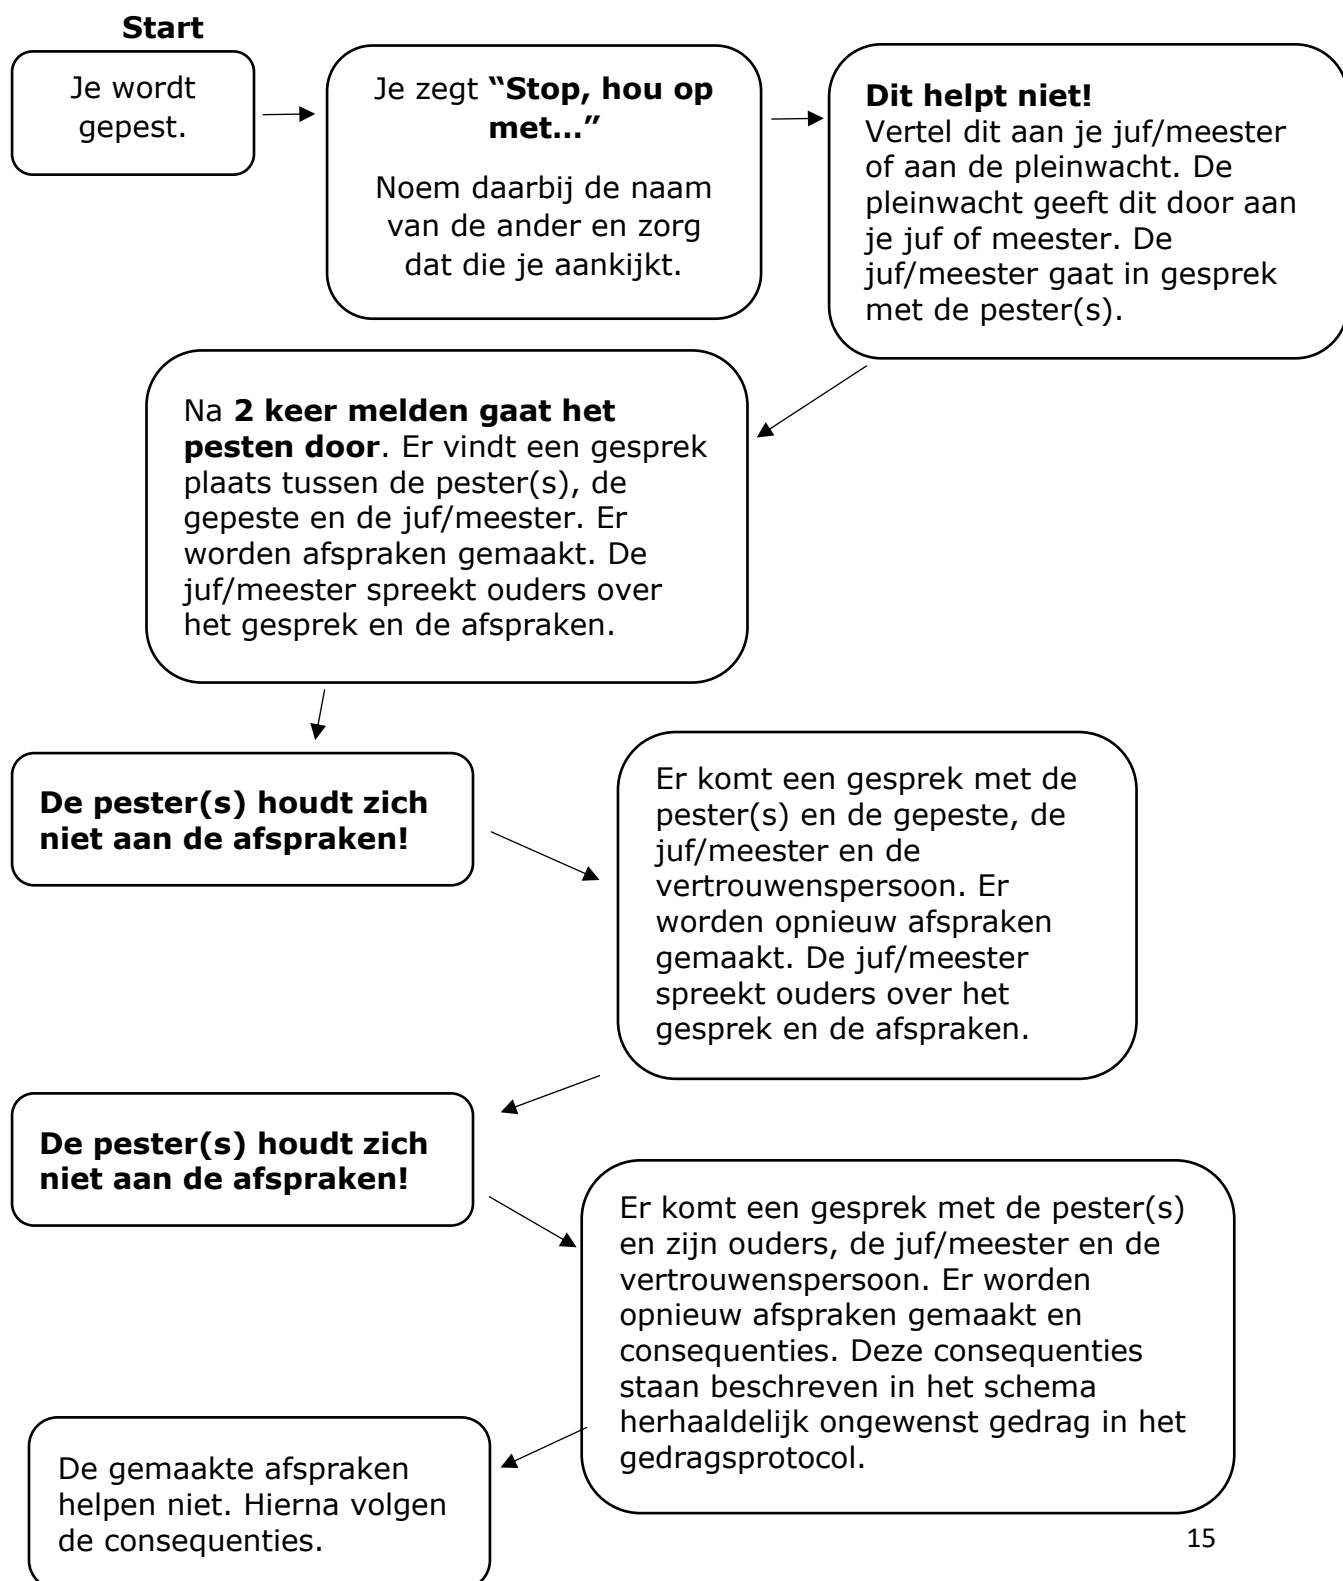 Start
Je wordt
gepest.
Je zegt “Stop, hou op
met…”
Noem daarbij de naam
van de ander en zorg
dat die je aankijkt.
Dit helpt niet!
Vertel dit aan je juf/meester
of aan de pleinwacht. De
pleinwacht geeft dit door aan
je juf of meester. De
juf/meester gaat in gesprek
met de pester(s).
Na 2 keer melden gaat het
pesten door. Er vindt een gesprek
plaats tussen de pester(s), de
gepeste en de juf/meester. Er
worden afspraken gemaakt. De
juf/meester spreekt ouders over
het gesprek en de afspraken.
De pester(s) houdt zich
niet aan de afspraken!
Er komt een gesprek met de
pester(s) en de gepeste, de
juf/meester en de
vertrouwenspersoon. Er
worden opnieuw afspraken
gemaakt. De juf/meester
spreekt ouders over het
gesprek en de afspraken.
De pester(s) houdt zich
niet aan de afspraken!
Er komt een gesprek met de pester(s)
en zijn ouders, de juf/meester en de
vertrouwenspersoon. Er worden
opnieuw afspraken gemaakt en
consequenties. Deze consequenties
staan beschreven in het schema
herhaaldelijk ongewenst gedrag in het
gedragsprotocol.
De gemaakte afspraken
helpen niet. Hierna volgen
de consequenties.
15